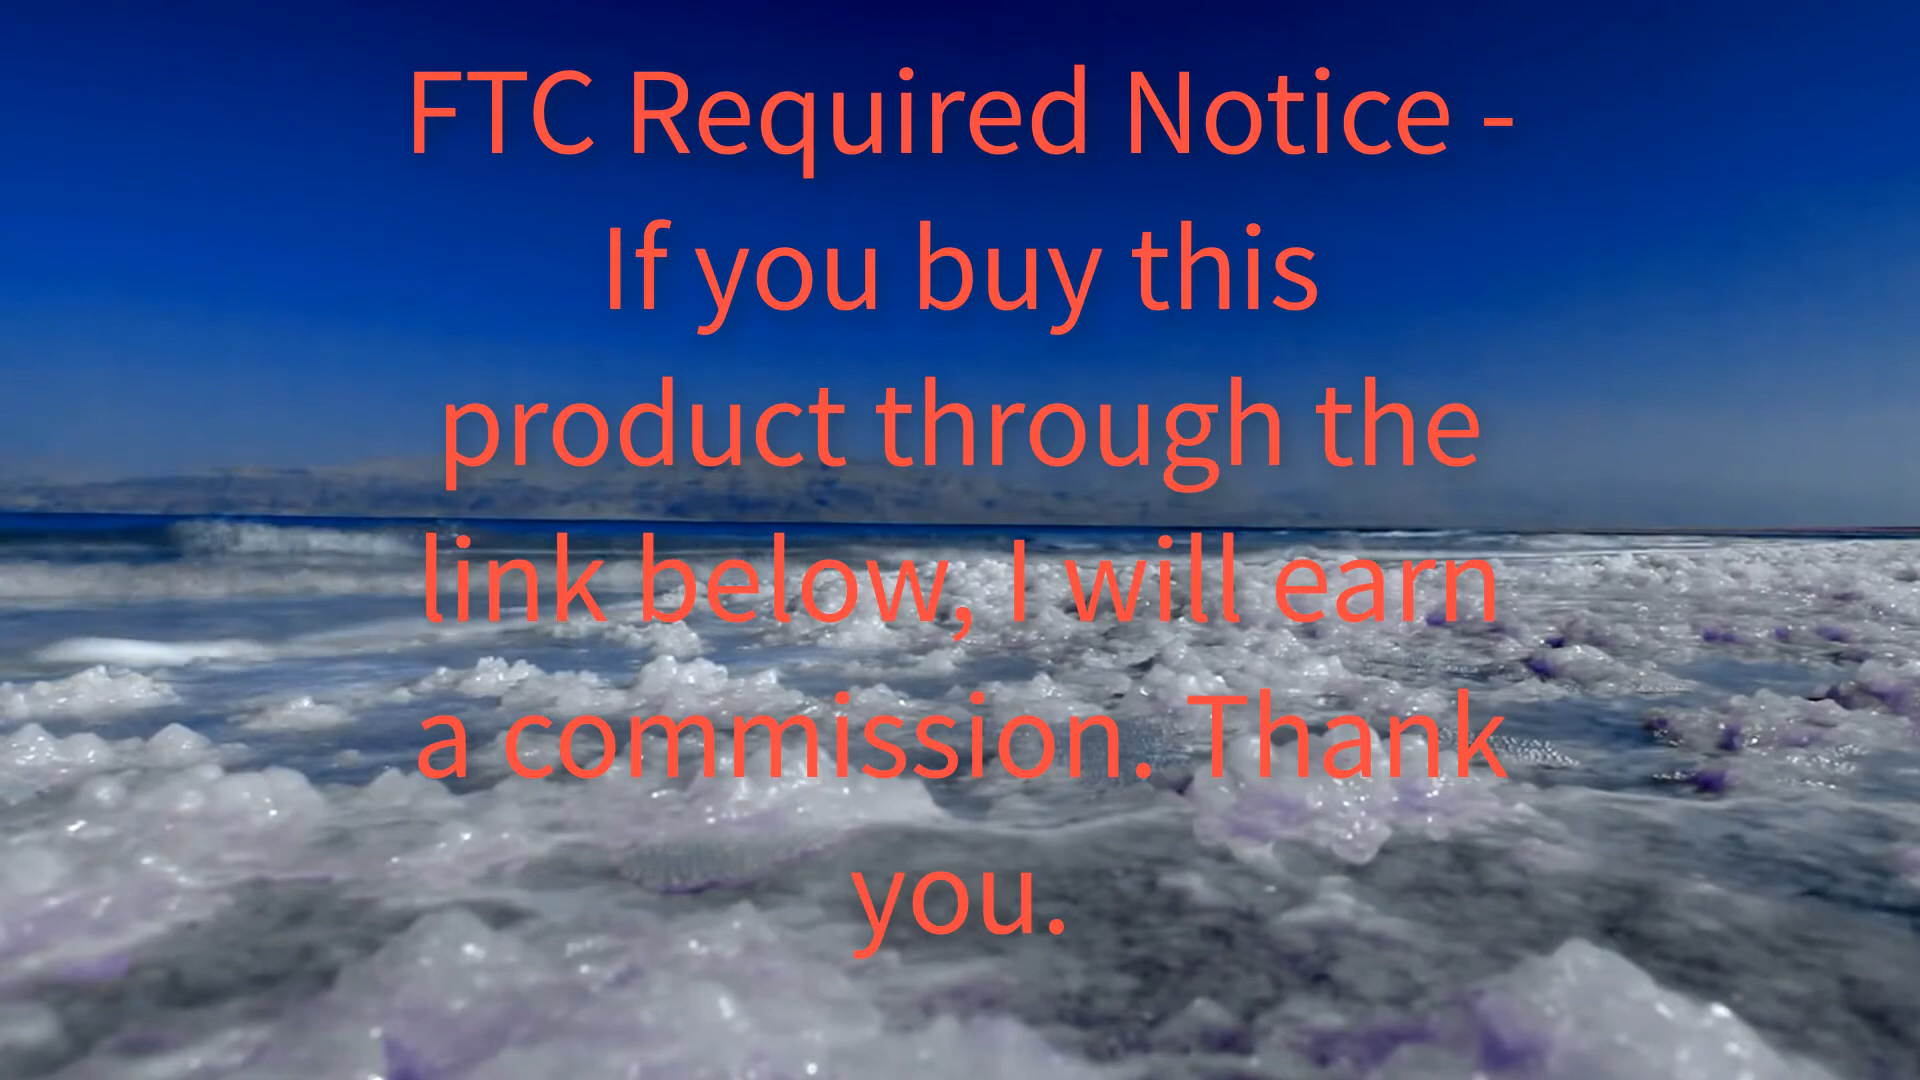 FTC Required Notice -
If you buy this
product through the
link below, I will earn
a commission. Thank
you.